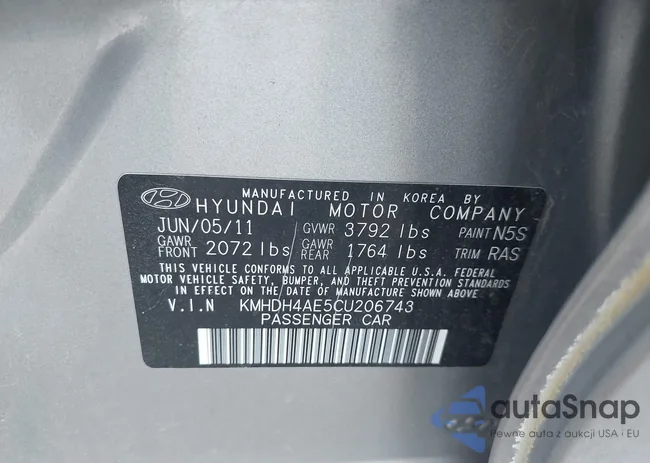 MANUFACTURED IN KOREA BY
HYUNDAI MOTOR COMPANY
JUN/05/11 GVWR 3792 lbs PAINT N5S
GAWR FRONT 2072 lbs GAWR REAR 1764 lbs TRIM RAS
THIS VEHICLE CONFORMS TO ALL APPLICABLE U.S.A. FEDERAL
MOTOR VEHICLE SAFETY, BUMPER, AND THEFT PREVENTION STANDARDS
IN EFFECT ON THE DATE OF MANUFACTURE SHOWN ABOVE.
V.I.N KMHDH4AE5CU206743
PASSENGER CAR
autaSnap
Pewne auta z aukcji USA i EU